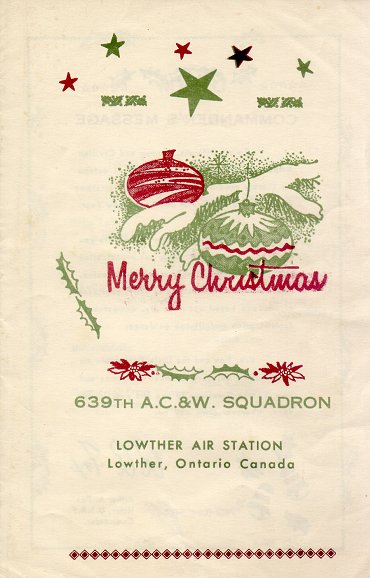 Merry Christmas
639TH A.C.&W. SQUADRON
LOWTHER AIR STATION
Lowther, Ontario Canada